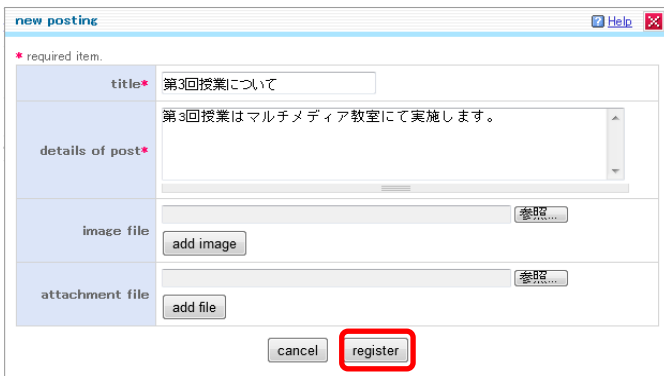 new posting
Help
* required item.
title*
第3回授業について
details of post*
第3回授業はマルチメディア教室にて実施します。
image file
参照...
add image
attachment file
参照...
add file
cancel
register